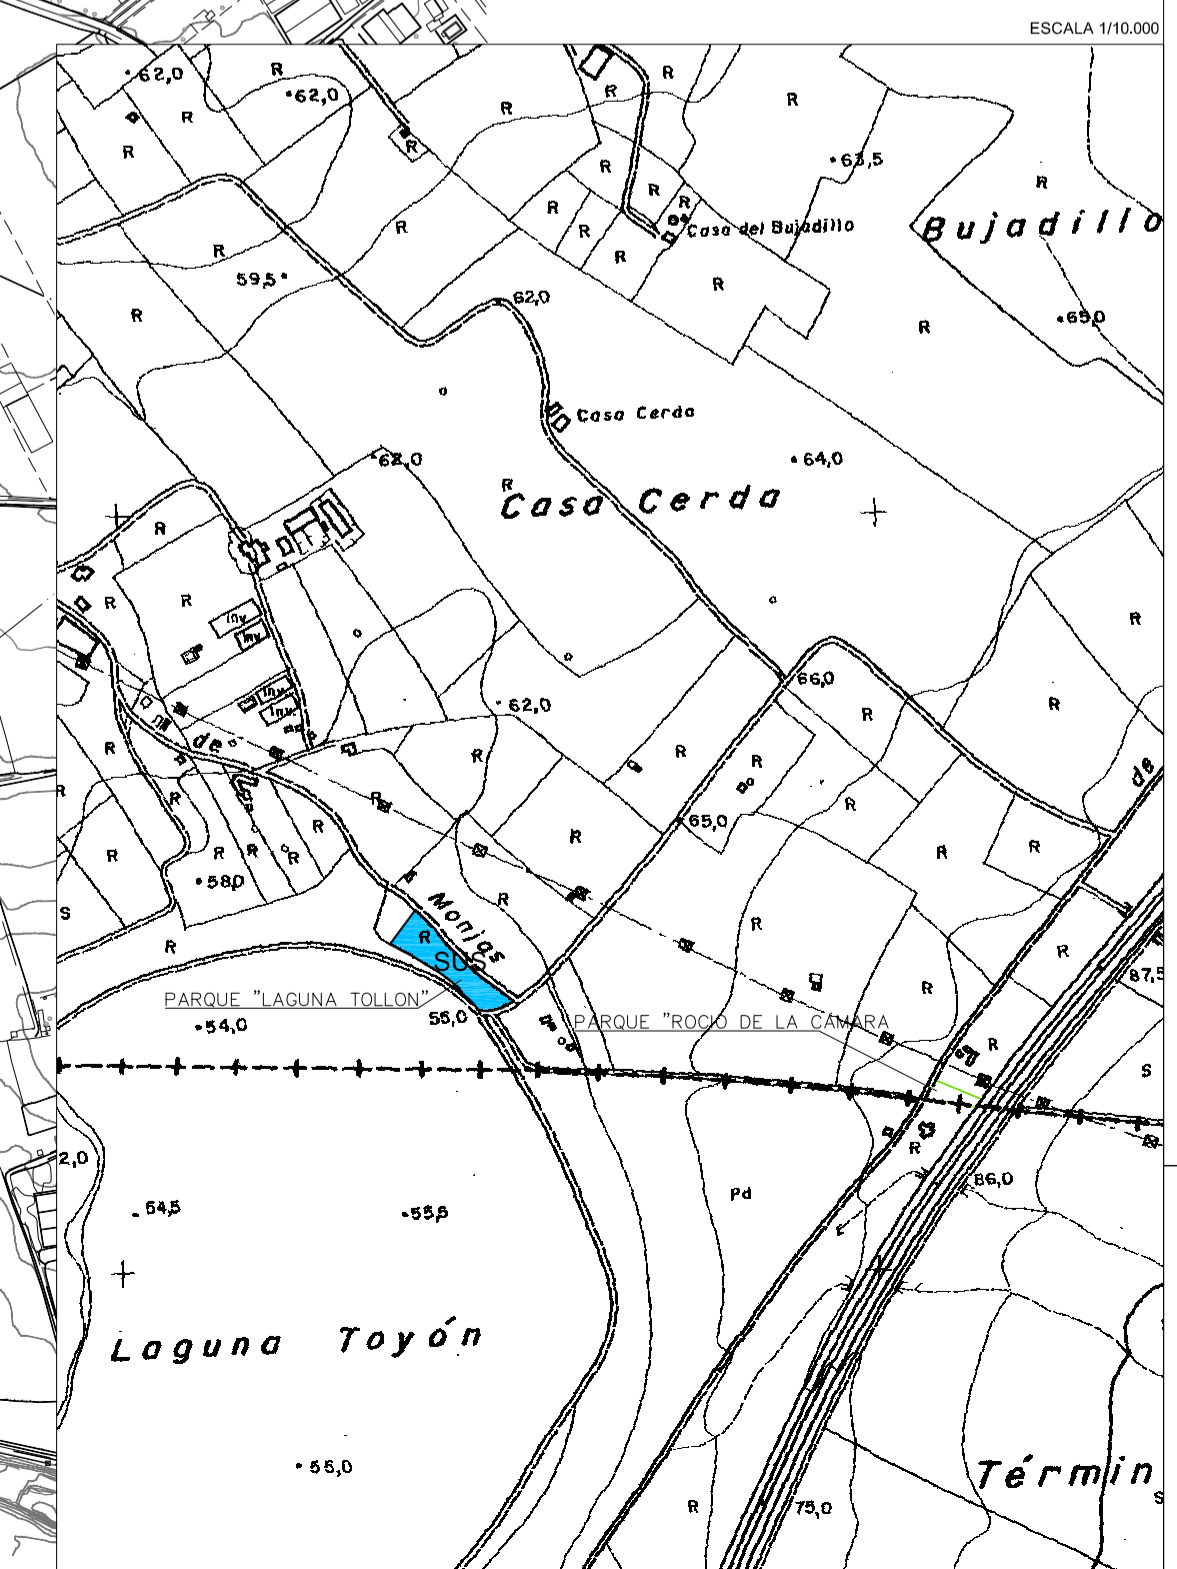 ESCALA 1/10.000
62,0
R
62,0
R
R
R
R
R
R
R
63,5
R
R
R
R
R
R
R
R
Casa del Bujadillo
Bujadillo
R
R
59,5
R
62,0
R
R
65,0
Casa Cerda
62,0
64,0
R
Casa Cerda
R
R
R
Inv.
Inv.
R
66,0
Inv.
Inv.
62,0
R
R
de
R
R
R
R
de
R
R
R
R
65,0
R
R
R
R
R
R
R
R
58,0
S
Monjas
R
R
R
R
R
SUS
87,5
PARQUE "LAGUNA TOLLON"
R
54,0
55,0
PARQUE "ROCIO DE LA CAMARA
R
S
R
2,0
86,0
Pd
54,5
55,5
Laguna Toyón
55,0
Términ
S
R
75,0